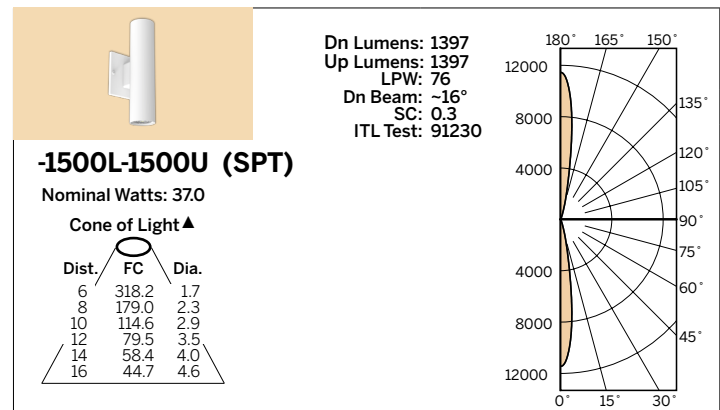 -1500L-1500U (SPT)
Nominal Watts: 37.0
Cone of Light▲
Dist. FC Dia.
6 318.2 1.7
8 179.0 2.3
10 114.6 2.9
12 79.5 3.5
14 58.4 4.0
16 44.7 4.6
Dn Lumens: 1397
Up Lumens: 1397
LPW: 76
Dn Beam: ~16°
SC: 0.3
ITL Test: 91230
180° 165° 150°
12000
135°
8000
120°
4000
105°
90°
75°
4000
60°
8000
45°
12000
0° 15° 30°